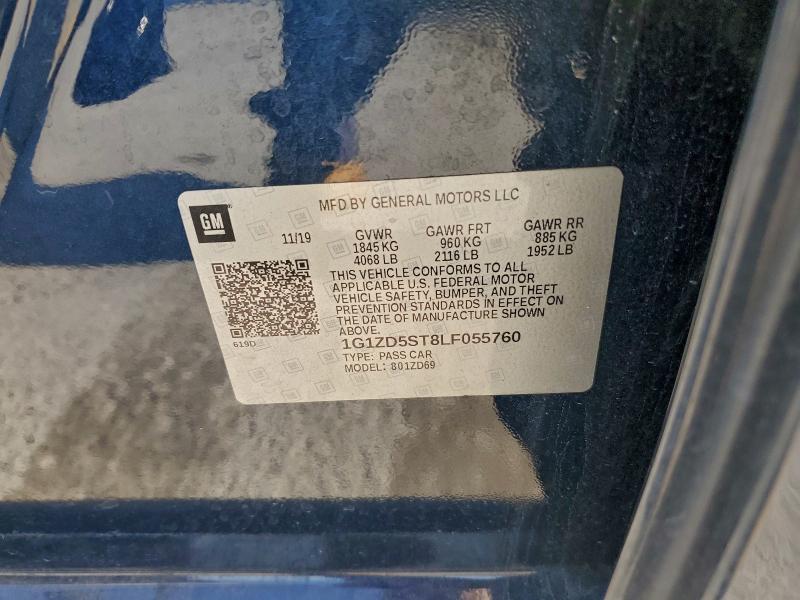 GM
MFD BY GENERAL MOTORS LLC
11/19
GVWR
1845 KG
4068 LB
GAWR FRT
960 KG
2116 LB
GAWR RR
885 KG
1952 LB
THIS VEHICLE CONFORMS TO ALL
APPLICABLE U.S. FEDERAL MOTOR
VEHICLE SAFETY, BUMPER, AND THEFT
PREVENTION STANDARDS IN EFFECT ON
THE DATE OF MANUFACTURE SHOWN
ABOVE.
619D
1G1ZD5ST8LF055760
TYPE: PASS CAR
MODEL: 801ZD69